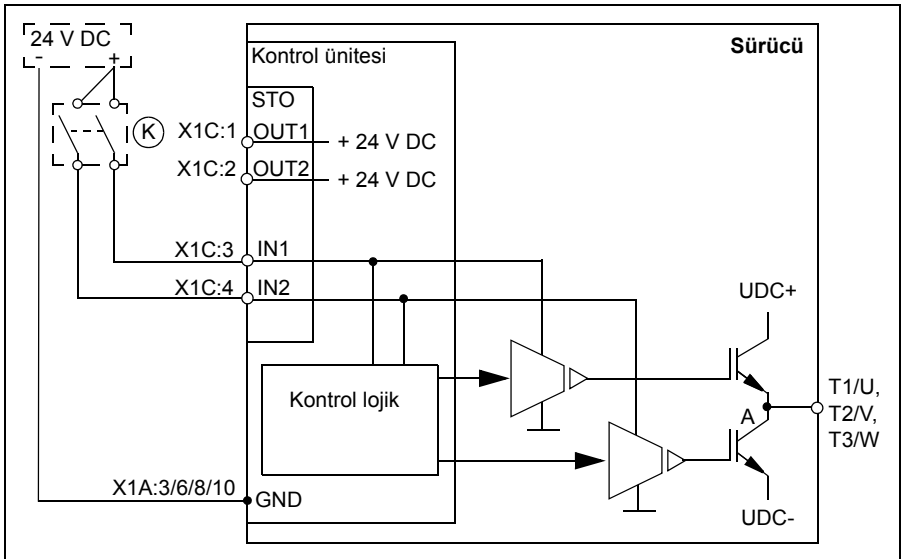 24 V DC
- +
Sürücü
Kontrol ünitesi
STO
K
X1C:1 OUT1 + 24 V DC
X1C:2 OUT2 + 24 V DC
X1C:3 IN1
X1C:4 IN2
UDC+
Kontrol lojik
A
T1/U,
T2/V,
T3/W
X1A:3/6/8/10 GND
UDC-